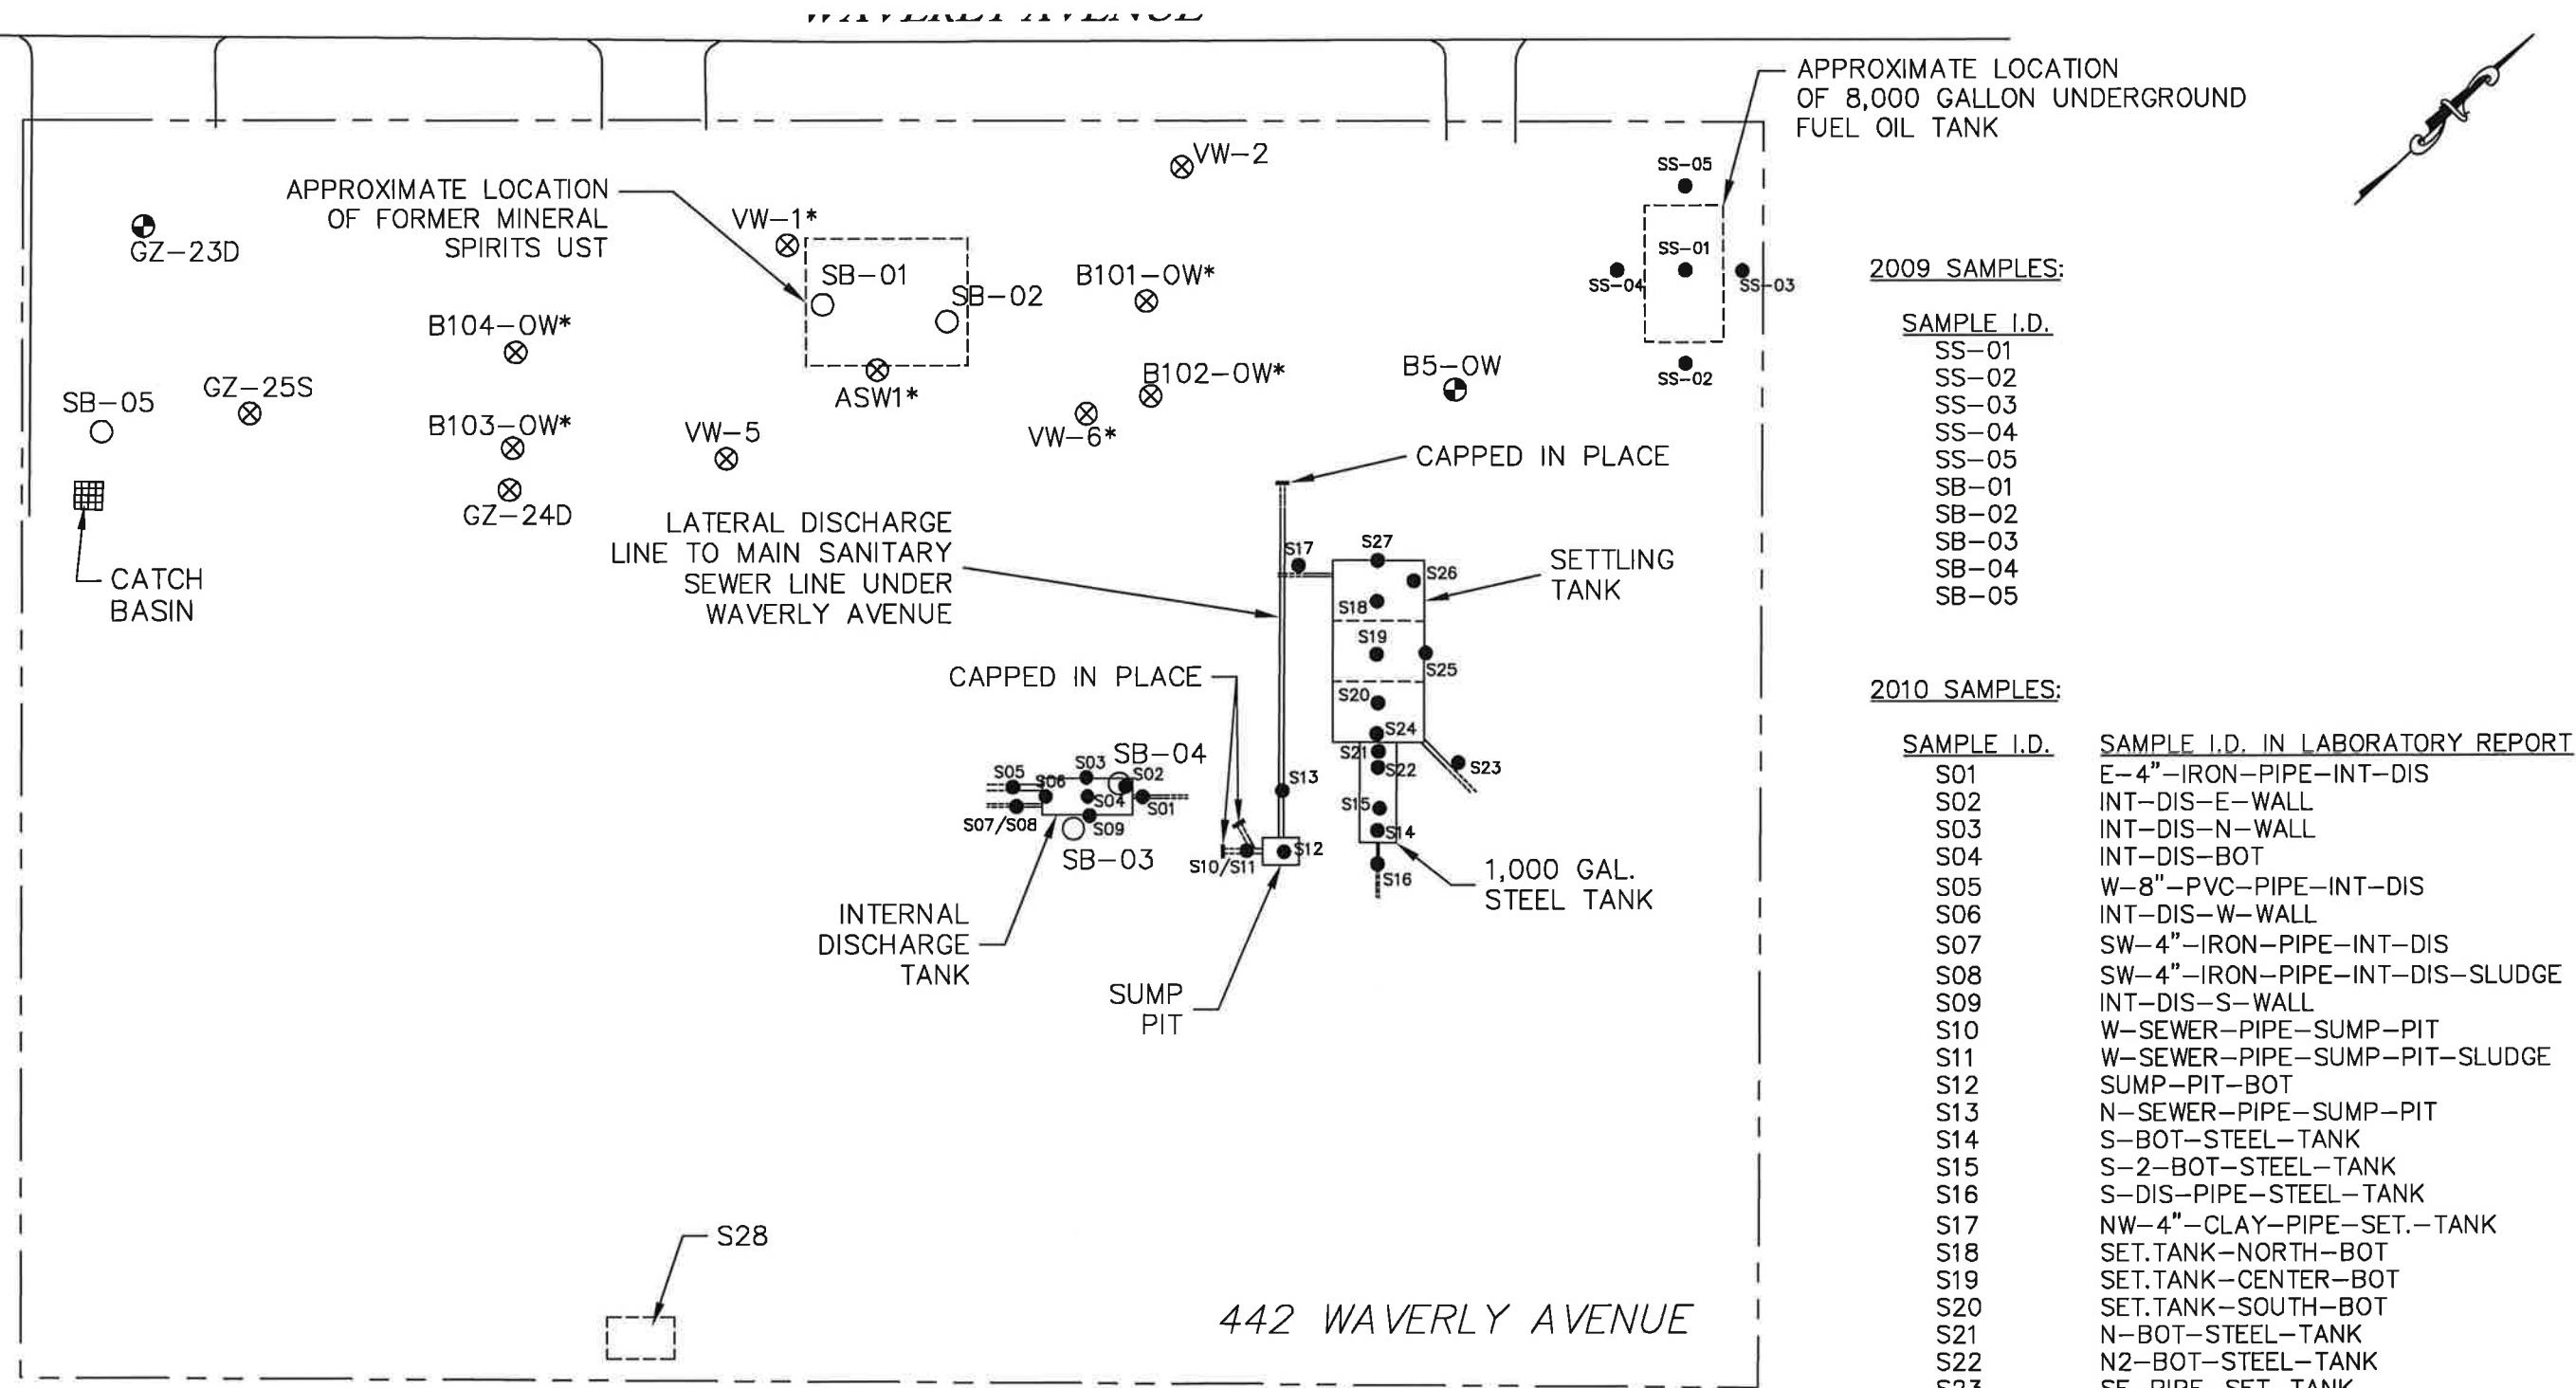 WAVERLY AVENUE
APPROXIMATE LOCATION
OF 8,000 GALLON UNDERGROUND
FUEL OIL TANK
VW-2
SS-05
APPROXIMATE LOCATION
OF FORMER MINERAL
SPIRITS UST
VW-1*
GZ-23D
SB-01
SB-02
B101-OW*
SS-01
SS-04
SS-03
B104-OW*
B102-OW*
B5-OW
SS-02
SB-05
GZ-25S
B103-OW*
ASW1*
VW-5
VW-6*
GZ-24D
CAPPED IN PLACE
LATERAL DISCHARGE
LINE TO MAIN SANITARY
SEWER LINE UNDER
WAVERLY AVENUE
CATCH
BASIN
S17
S27
S26
SETTLING
TANK
S18
S19
S25
CAPPED IN PLACE
S20
S24
S21
S22
S23
SB-04
S03
S05
S06
S02
S04
S01
S13
S15
S07/S08
S09
SB-03
S14
S10/S11
S12
S16
1,000 GAL.
STEEL TANK
INTERNAL
DISCHARGE
TANK
SUMP
PIT
S28
442 WAVERLY AVENUE
2009 SAMPLES:
SAMPLE I.D.
SS-01
SS-02
SS-03
SS-04
SS-05
SB-01
SB-02
SB-03
SB-04
SB-05
2010 SAMPLES:
SAMPLE I.D. SAMPLE I.D. IN LABORATORY REPORT
S01 E-4"-IRON-PIPE-INT-DIS
S02 INT-DIS-E-WALL
S03 INT-DIS-N-WALL
S04 INT-DIS-BOT
S05 W-8"-PVC-PIPE-INT-DIS
S06 INT-DIS-W-WALL
S07 SW-4"-IRON-PIPE-INT-DIS
S08 SW-4"-IRON-PIPE-INT-DIS-SLUDGE
S09 INT-DIS-S-WALL
S10 W-SEWER-PIPE-SUMP-PIT
S11 W-SEWER-PIPE-SUMP-PIT-SLUDGE
S12 SUMP-PIT-BOT
S13 N-SEWER-PIPE-SUMP-PIT
S14 S-BOT-STEEL-TANK
S15 S-2-BOT-STEEL-TANK
S16 S-DIS-PIPE-STEEL-TANK
S17 NW-4"-CLAY-PIPE-SET.-TANK
S18 SET.TANK-NORTH-BOT
S19 SET.TANK-CENTER-BOT
S20 SET.TANK-SOUTH-BOT
S21 N-BOT-STEEL-TANK
S22 N2-BOT-STEEL-TANK
S23 SE-PIPE-SET-TANK